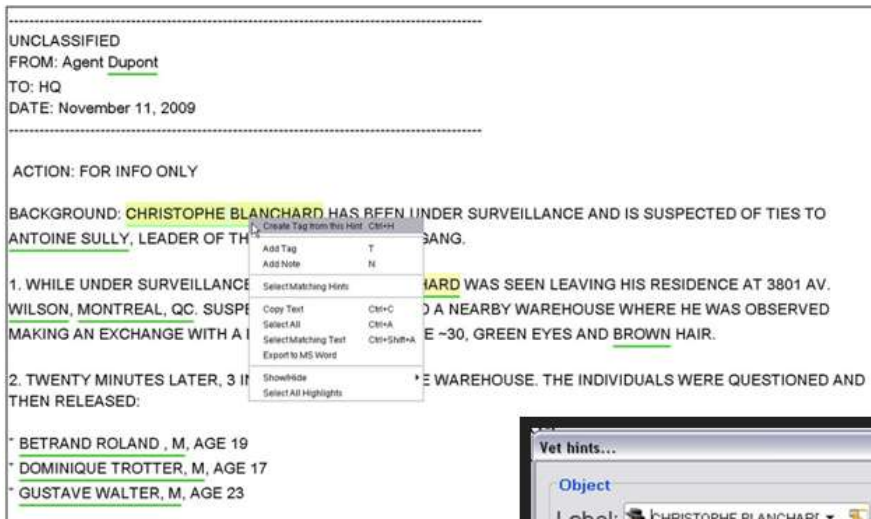 UNCLASSIFIED
FROM: Agent Dupont
TO: HQ
DATE: November 11, 2009
ACTION: FOR INFO ONLY
BACKGROUND: CHRISTOPHE BLANCHARD HAS BEEN UNDER SURVEILLANCE AND IS SUSPECTED OF TIES TO
ANTOINE SULLY, LEADER OF TH GANG.
1. WHILE UNDER SURVEILLANCE HARD WAS SEEN LEAVING HIS RESIDENCE AT 3801 AV.
WILSON, MONTREAL, QC. SUSPE A NEARBY WAREHOUSE WHERE HE WAS OBSERVED
MAKING AN EXCHANGE WITH A E ~30, GREEN EYES AND BROWN HAIR.
2. TWENTY MINUTES LATER, 3 IN E WAREHOUSE. THE INDIVIDUALS WERE QUESTIONED AND
THEN RELEASED:
BETRAND ROLAND , M, AGE 19
DOMINIQUE TROTTER, M, AGE 17
GUSTAVE WALTER, M, AGE 23
Create Tag from this Hint Ctrl+H
Add Tag T
Add Note N
Select Matching Hints
Copy Text Ctrl+C
Select All Ctrl+A
Select Matching Text Ctrl+Shift+A
Export to MS Word
Show/Hide
Select All Highlights
Vet hints...
Object
Label: CHRISTOPHE BLANCHARD